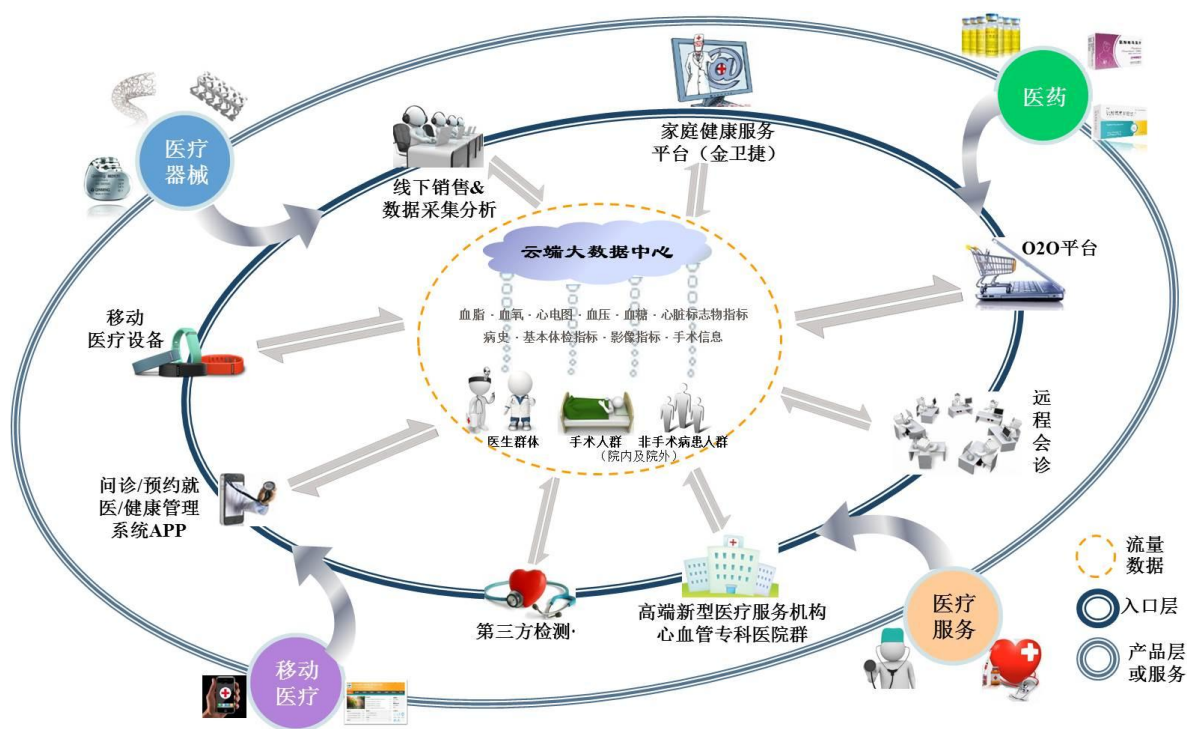 医药
医疗
器械
家庭健康服务
平台（金卫捷）
线下销售&
数据采集分析
云端大数据中心
O2O平台
血脂·血氧·心电图·血压·血糖·心脏标志物指标
病史·基本体检指标·影像指标·手术信息
移动
医疗设备
医生群体
手术人群
非手术病患人群
（院内及院外）
远程会诊
问诊/预约就
医/健康管理
系统APP
第三方检测·
高端新型医疗服务机构
心血管专科医院群
医疗
服务
移动
医疗
流量
数据
入口层
产品层
或服务